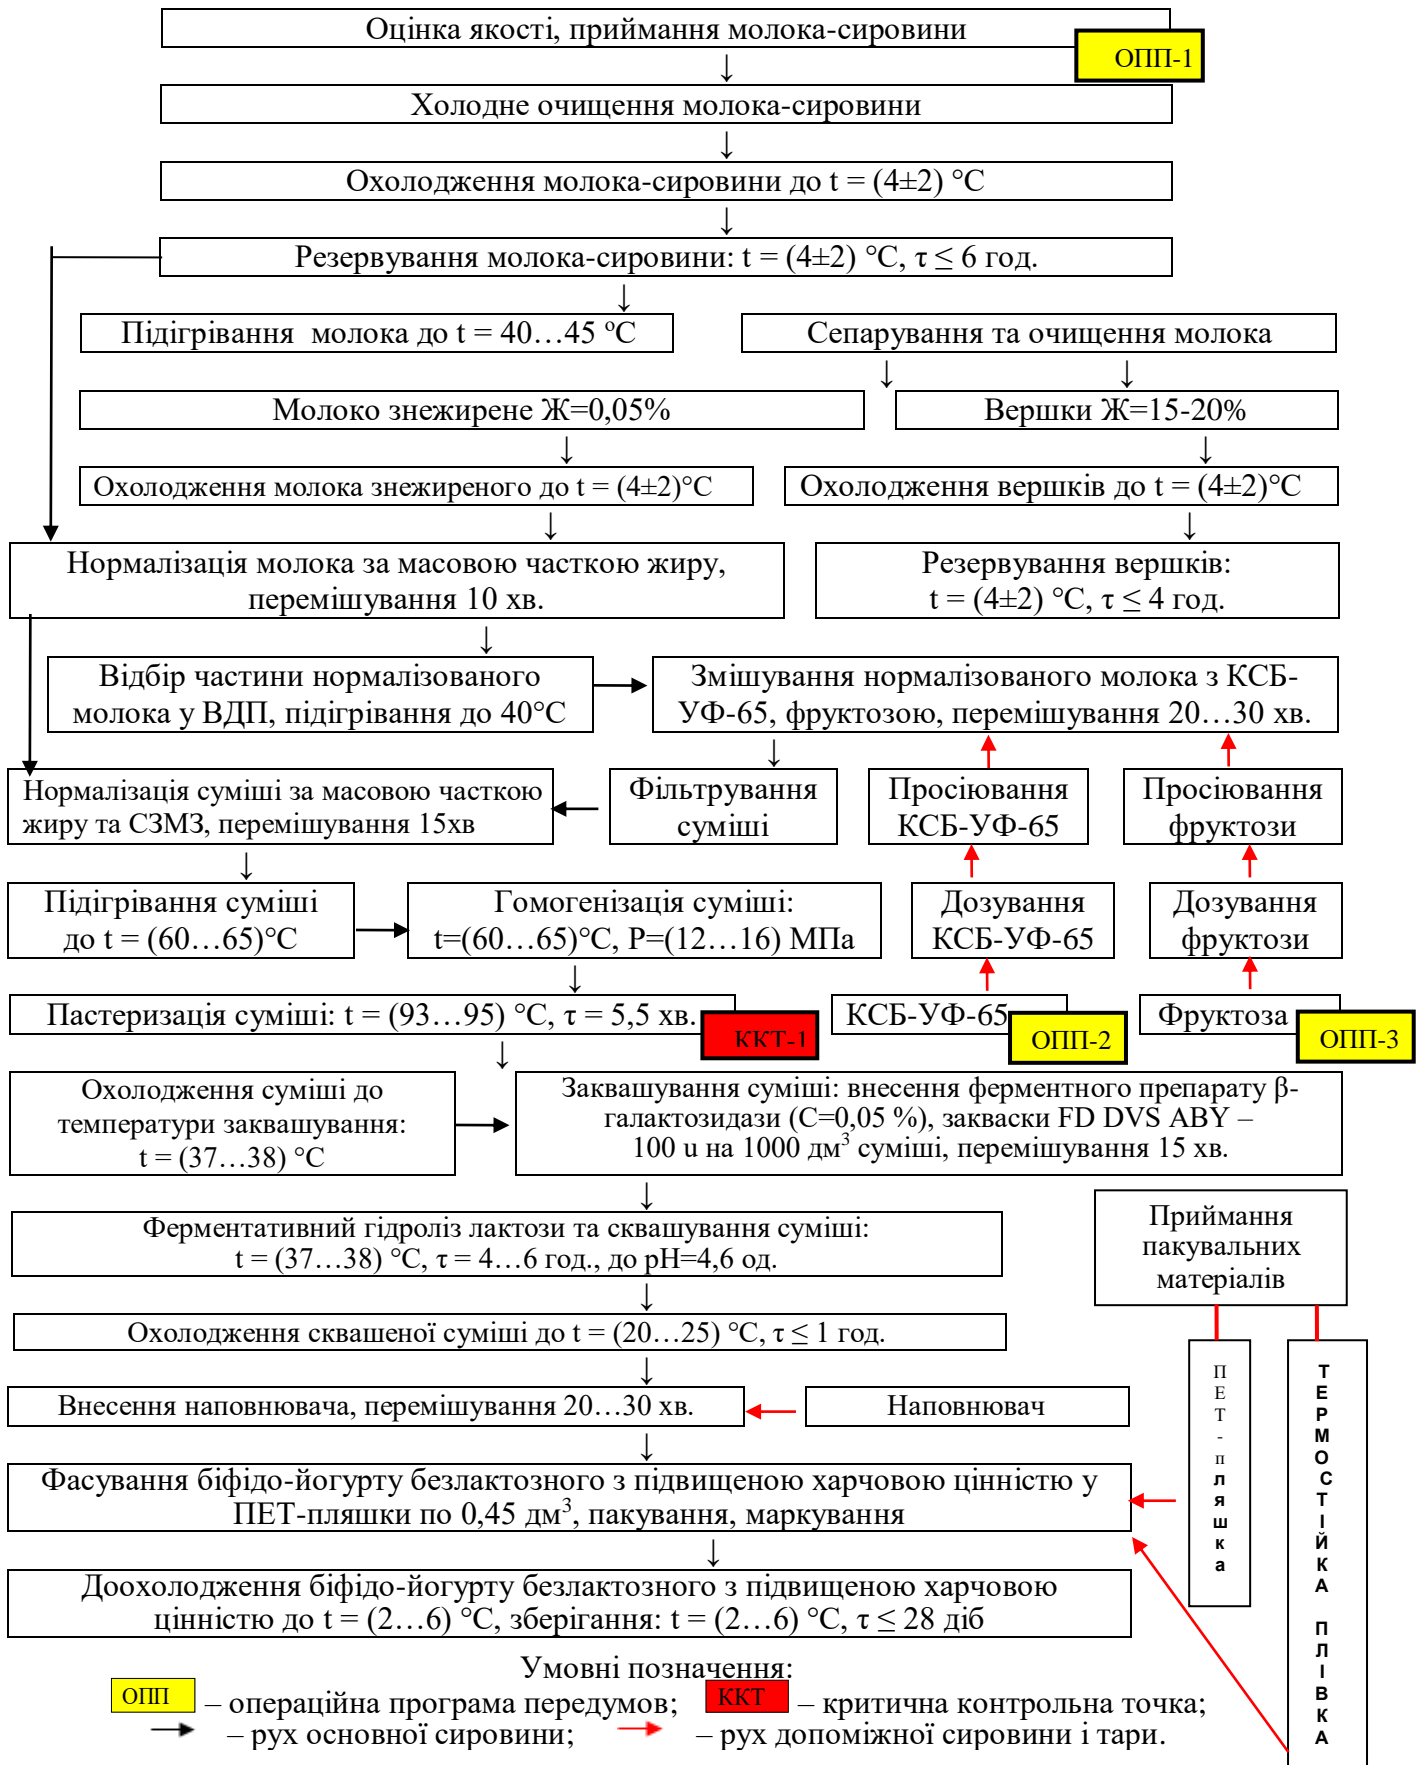 Оцінка якості, приймання молока-сировини
ОПП-1
Холодне очищення молока-сировини
Охолодження молока-сировини до t = (4±2) °С
Резервування молока-сировини: t = (4±2) °С, τ ≤ 6 год.
Підігрівання молока до t = 40…45 °С
Сепарування та очищення молока
Молоко знежирене Ж=0,05%
Вершки Ж=15-20%
Охолодження молока знежиреного до t = (4±2)°С
Охолодження вершків до t = (4±2)°С
Нормалізація молока за масовою часткою жиру,
перемішування 10 хв.
Резервування вершків:
t = (4±2) °С, τ ≤ 4 год.
Відбір частини нормалізованого
молока у ВДП, підігрівання до 40°С
Змішування нормалізованого молока з КСБ-
УФ-65, фруктозою, перемішування 20…30 хв.
Нормалізація суміші за масовою часткою
жиру та СЗМЗ, перемішування 15хв
Фільтрування
суміші
Просіювання
КСБ-УФ-65
Просіювання
фруктози
Підігрівання суміші
до t = (60…65)°С
Гомогенізація суміші:
t=(60…65)°С, Р=(12…16) МПа
Дозування
КСБ-УФ-65
Дозування
фруктози
Пастеризація суміші: t = (93…95) °С, τ = 5,5 хв.
ККТ-1
КСБ-УФ-65
ОПП-2
Фруктоза
ОПП-3
Охолодження суміші до
температури заквашування:
t = (37…38) °С
Заквашування суміші: внесення ферментного препарату β-
галактозидази (С=0,05 %), закваски FD DVS ABY –
100 u на 1000 дм³ суміші, перемішування 15 хв.
Ферментативний гідроліз лактози та сквашування суміші:
t = (37…38) °С, τ = 4…6 год., до рН=4,6 од.
Приймання
пакувальних
матеріалів
Охолодження сквашеної суміші до t = (20…25) °С, τ ≤ 1 год.
Внесення наповнювача, перемішування 20…30 хв.
Наповнювач
ПЕТ-пляшка
ТЕРМОСТІЙКА ПЛІВКА
Фасування біфідо-йогурту безлактозного з підвищеною харчовою цінністю у
ПЕТ-пляшки по 0,45 дм³, пакування, маркування
Доохолодження біфідо-йогурту безлактозного з підвищеною харчовою
цінністю до t = (2…6) °С, зберігання: t = (2…6) °С, τ ≤ 28 діб
Умовні позначення:
ОПП – операційна програма передумов; ККТ – критична контрольна точка;
– рух основної сировини; – рух допоміжної сировини і тари.